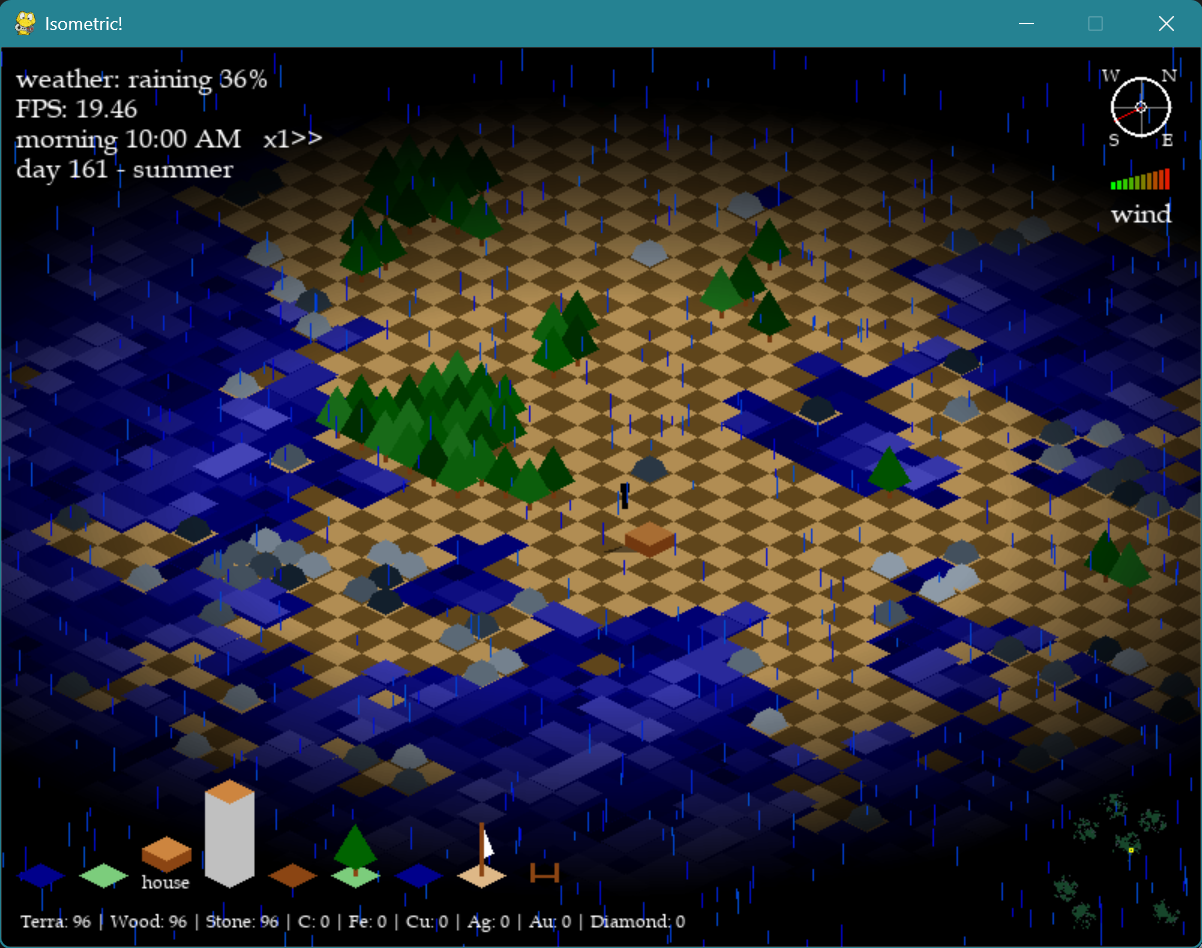 Isometric!
weather: raining 36%
FPS: 19.46
morning 10:00 AM x1>>
day 161 - summer
W N
S E
wind
house
Terra: 96 | Wood: 96 | Stone: 96 | C: 0 | Fe: 0 | Cu: 0 | Ag: 0 | Au: 0 | Diamond: 0